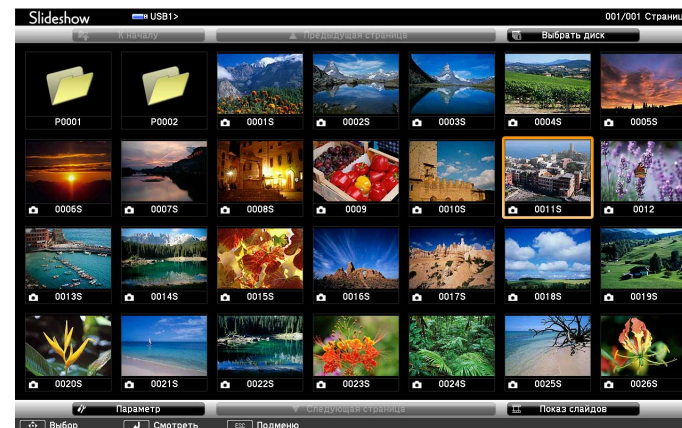 Slideshow USB1> 001/001 Страниц
К началу Предыдущая страница Выбрать диск
P0001 P0002 0001S 0002S 0003S 0004S 0005S
0006S 0007S 0008S 0009 0010S 0011S 0012
0013S 0014S 0015S 0016S 0017S 0018S 0019S
0020S 0021S 0022S 0023S 0024S 0025S 0026S
Параметр Следующая страница Показ слайдов
Выбор Смотреть ESC Подменю